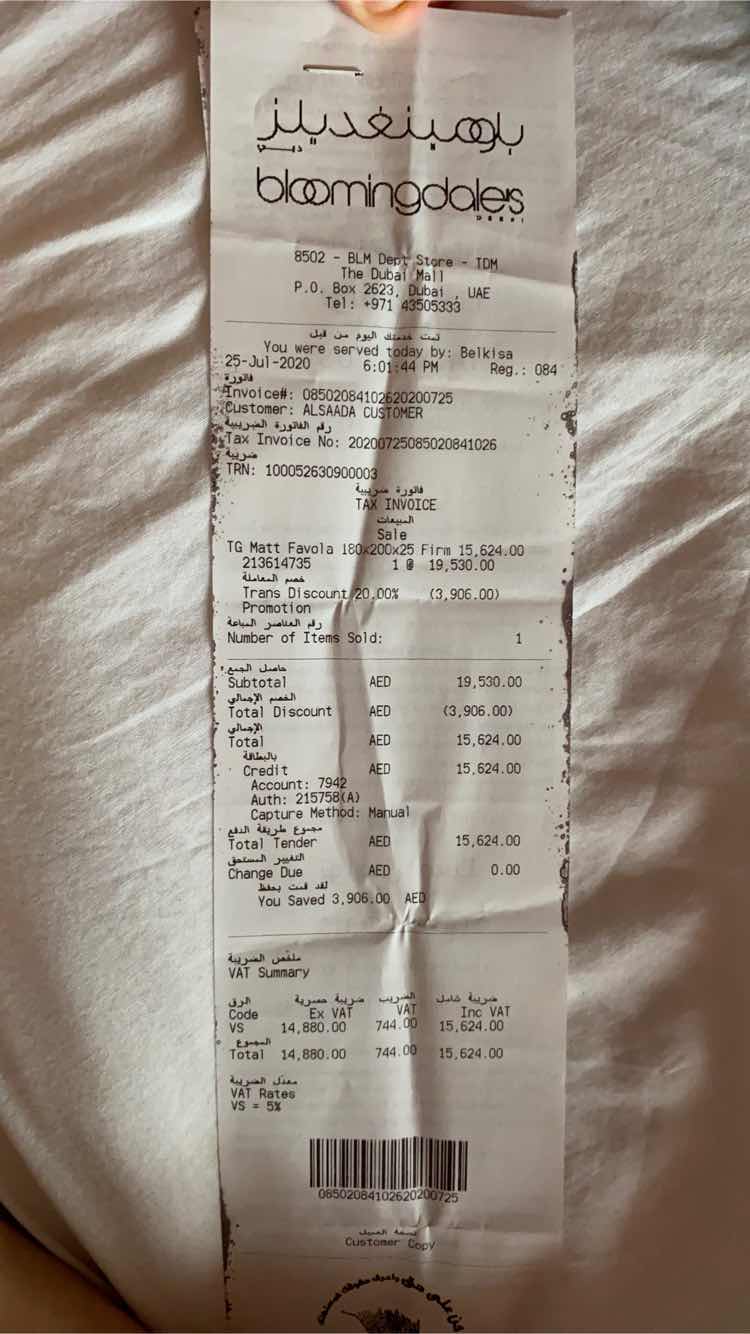 بلومينغديلز
دبي
bloomingdale's
DUBAI
8502 - BLM Dept Store - TDM
The Dubai Mall
P.O. Box 2623, Dubai , UAE
Tel: +971 43505333
تمت خدمتك اليوم من قبل
You were served today by: Belkisa
25-Jul-2020 6:01:44 PM Reg.: 084
فاتورة
Invoice#: 08502084102620200725
Customer: ALSAADA CUSTOMER
رقم الفاتورة الضريبية
Tax Invoice No: 20200725085020841026
ضريبة
TRN: 100052630900003
فاتورة ضريبية
TAX INVOICE
المبيعات
Sale
TG Matt Favola 180x200x25 Firm 15,624.00
213614735 1 @ 19,530.00
خصم المعاملة
Trans Discount 20.00% (3,906.00)
Promotion
رقم العناصر المباعة
Number of Items Sold: 1
حاصل الجمع
Subtotal AED 19,530.00
الخصم الإجمالي
Total Discount AED (3,906.00)
الإجمالي
Total AED 15,624.00
بالبطاقة
Credit AED 15,624.00
Account: 7942
Auth: 215758(A)
Capture Method: Manual
مجموع طريقة الدفع
Total Tender AED 15,624.00
التغيير المستحق
Change Due AED 0.00
لقد قمت بحفظ
You Saved 3,906.00 AED
ملخص الضريبة
VAT Summary
الرق ضريبة حصرية الضريب ضريبة شامل
Code Ex VAT VAT Inc VAT
VS 14,880.00 744.00 15,624.00
المجموع
Total 14,880.00 744.00 15,624.00
معدل الضريبة
VAT Rates
VS = 5%
08502084102620200725
نسخة العميل
Customer Copy